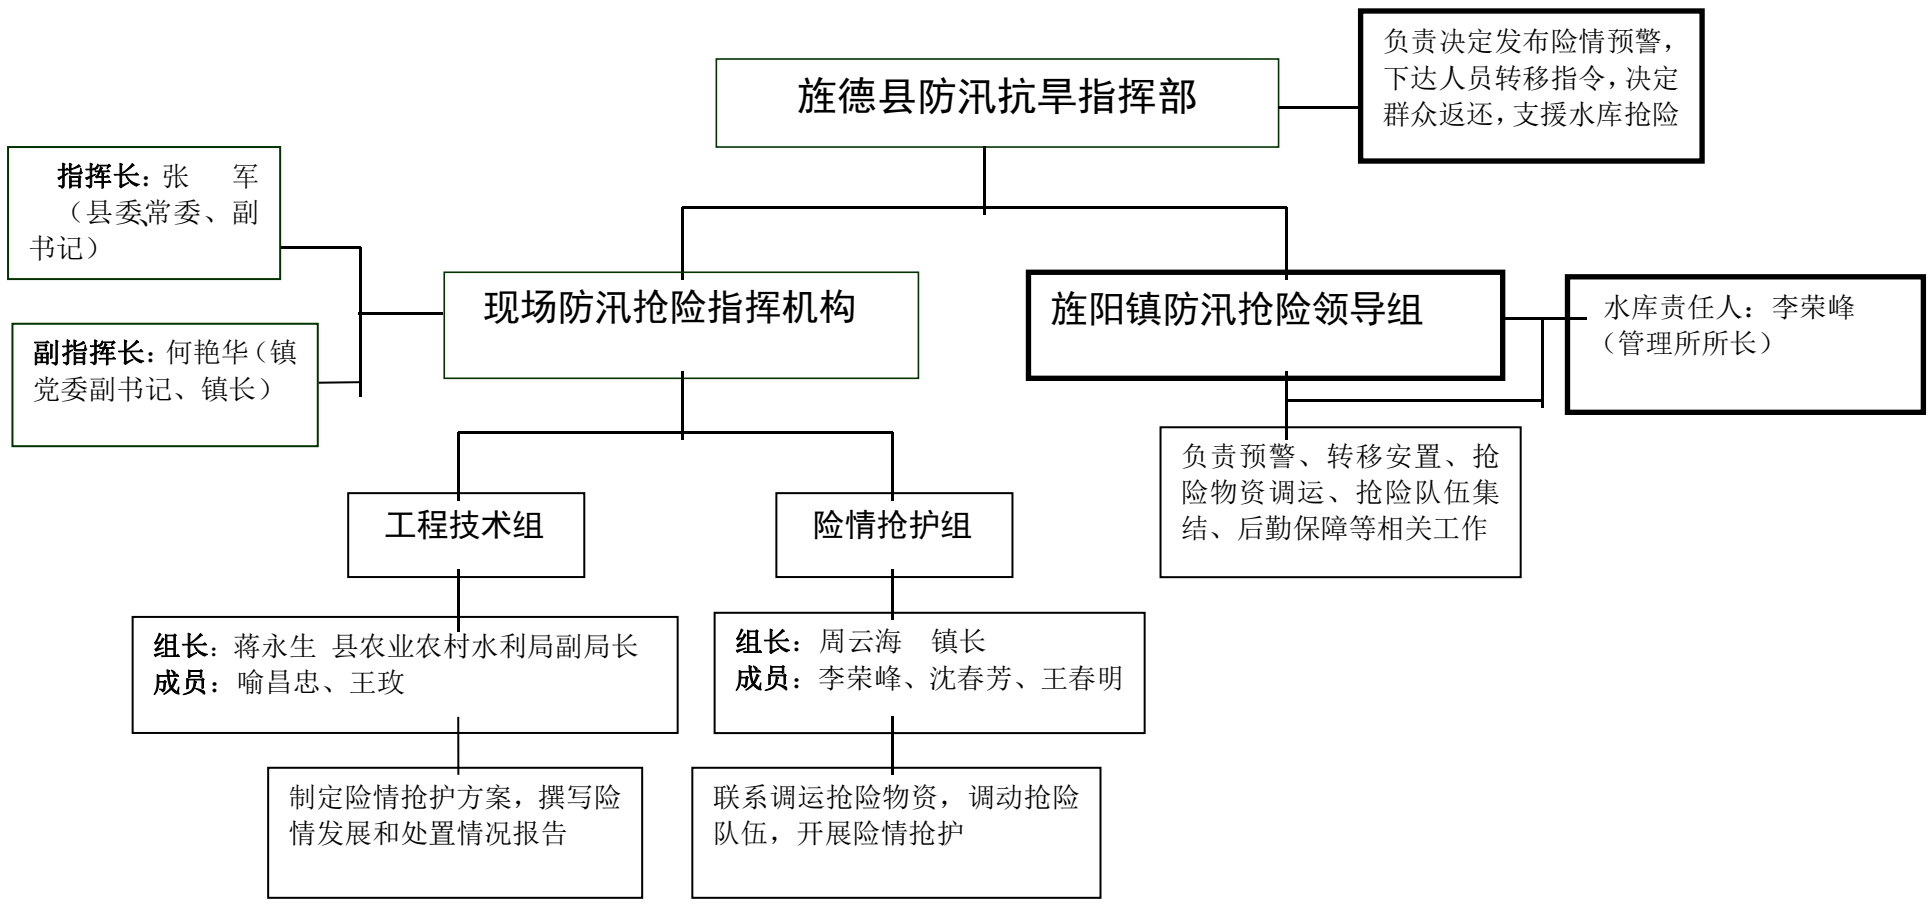 旌德县防汛抗旱指挥部
负责决定发布险情预警，
下达人员转移指令，决定
群众返还，支援水库抢险
指挥长：张　军
（县委常委、副
书记）
副指挥长：何艳华（镇
党委副书记、镇长）
现场防汛抢险指挥机构
旌阳镇防汛抢险领导组
水库责任人：李荣峰
（管理所所长）
负责预警、转移安置、抢
险物资调运、抢险队伍集
结、后勤保障等相关工作
工程技术组
险情抢护组
组长：蒋永生 县农业农村水利局副局长
成员：喻昌忠、王玫
组长：周云海　镇长
成员：李荣峰、沈春芳、王春明
制定险情抢护方案，撰写险
情发展和处置情况报告
联系调运抢险物资，调动抢险
队伍，开展险情抢护